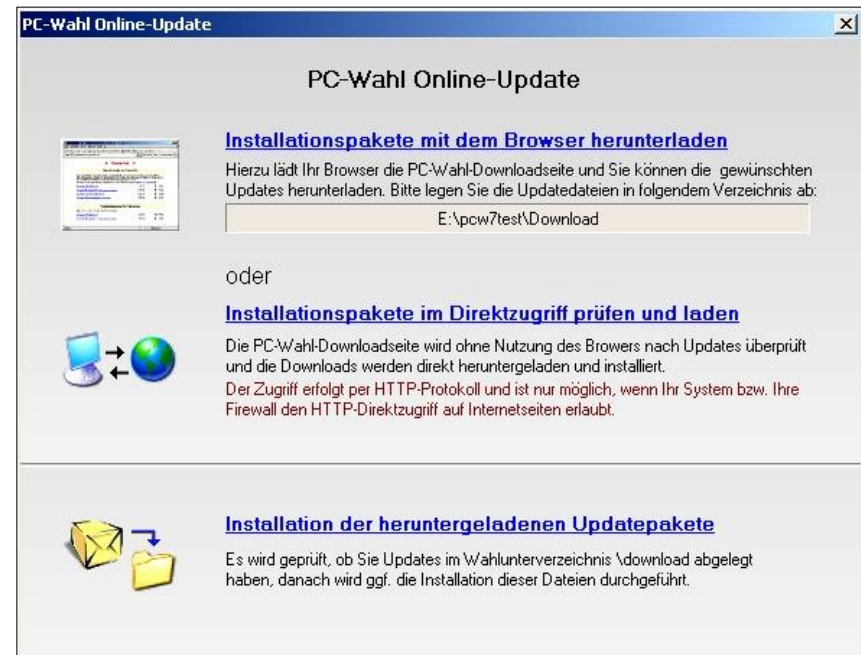 PC-Wahl Online-Update
PC-Wahl Online-Update
Installationspakete mit dem Browser herunterladen
Hierzu lädt Ihr Browser die PC-Wahl-Downloadseite und Sie können die gewünschten
Updates herunterladen. Bitte legen Sie die Updatedateien in folgendem Verzeichnis ab:
E:\pcw7test\Download
oder
Installationspakete im Direktzugriff prüfen und laden
Die PC-Wahl-Downloadseite wird ohne Nutzung des Browers nach Updates überprüft
und die Downloads werden direkt heruntergeladen und installiert.
Der Zugriff erfolgt per HTTP-Protokoll und ist nur möglich, wenn Ihr System bzw. Ihre
Firewall den HTTP-Direktzugriff auf Internetseiten erlaubt.
Installation der heruntergeladenen Updatepakete
Es wird geprüft, ob Sie Updates im Wahlunterverzeichnis \download abgelegt
haben, danach wird ggf. die Installation dieser Dateien durchgeführt.